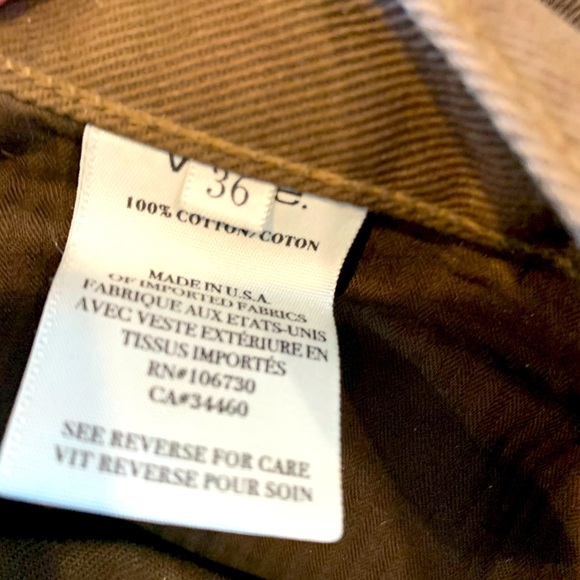 36
100% COTTON/COTON
MADE IN U.S.A.
OF IMPORTED FABRICS
FABRIQUE AUX ETATS-UNIS
AVEC VESTE EXTÉRIEURE EN
TISSUS IMPORTÉS
RN#106730
CA#34460
SEE REVERSE FOR CARE
VIT REVERSE POUR SOIN